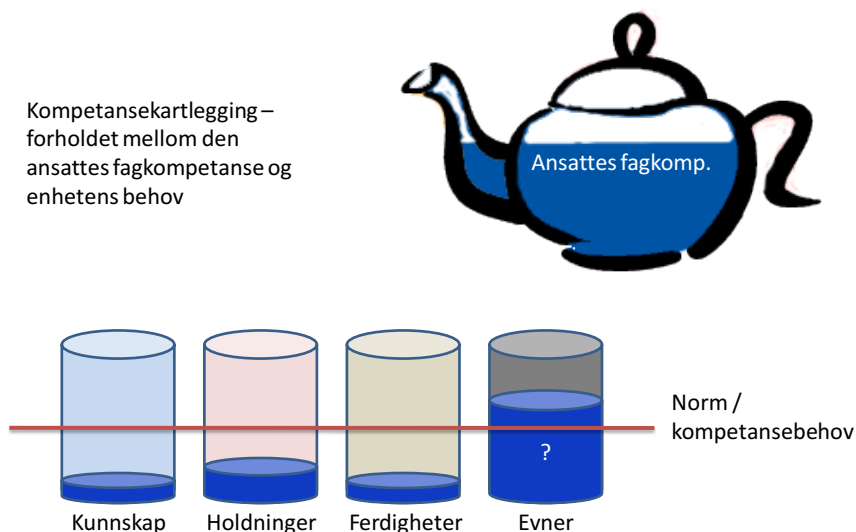 Kompetansekartlegging –
forholdet mellom den
ansattes fagkompetanse og
enhetens behov
Ansattes fagkomp.
Norm /
kompetansebehov
?
Kunnskap
Holdninger
Ferdigheter
Evner